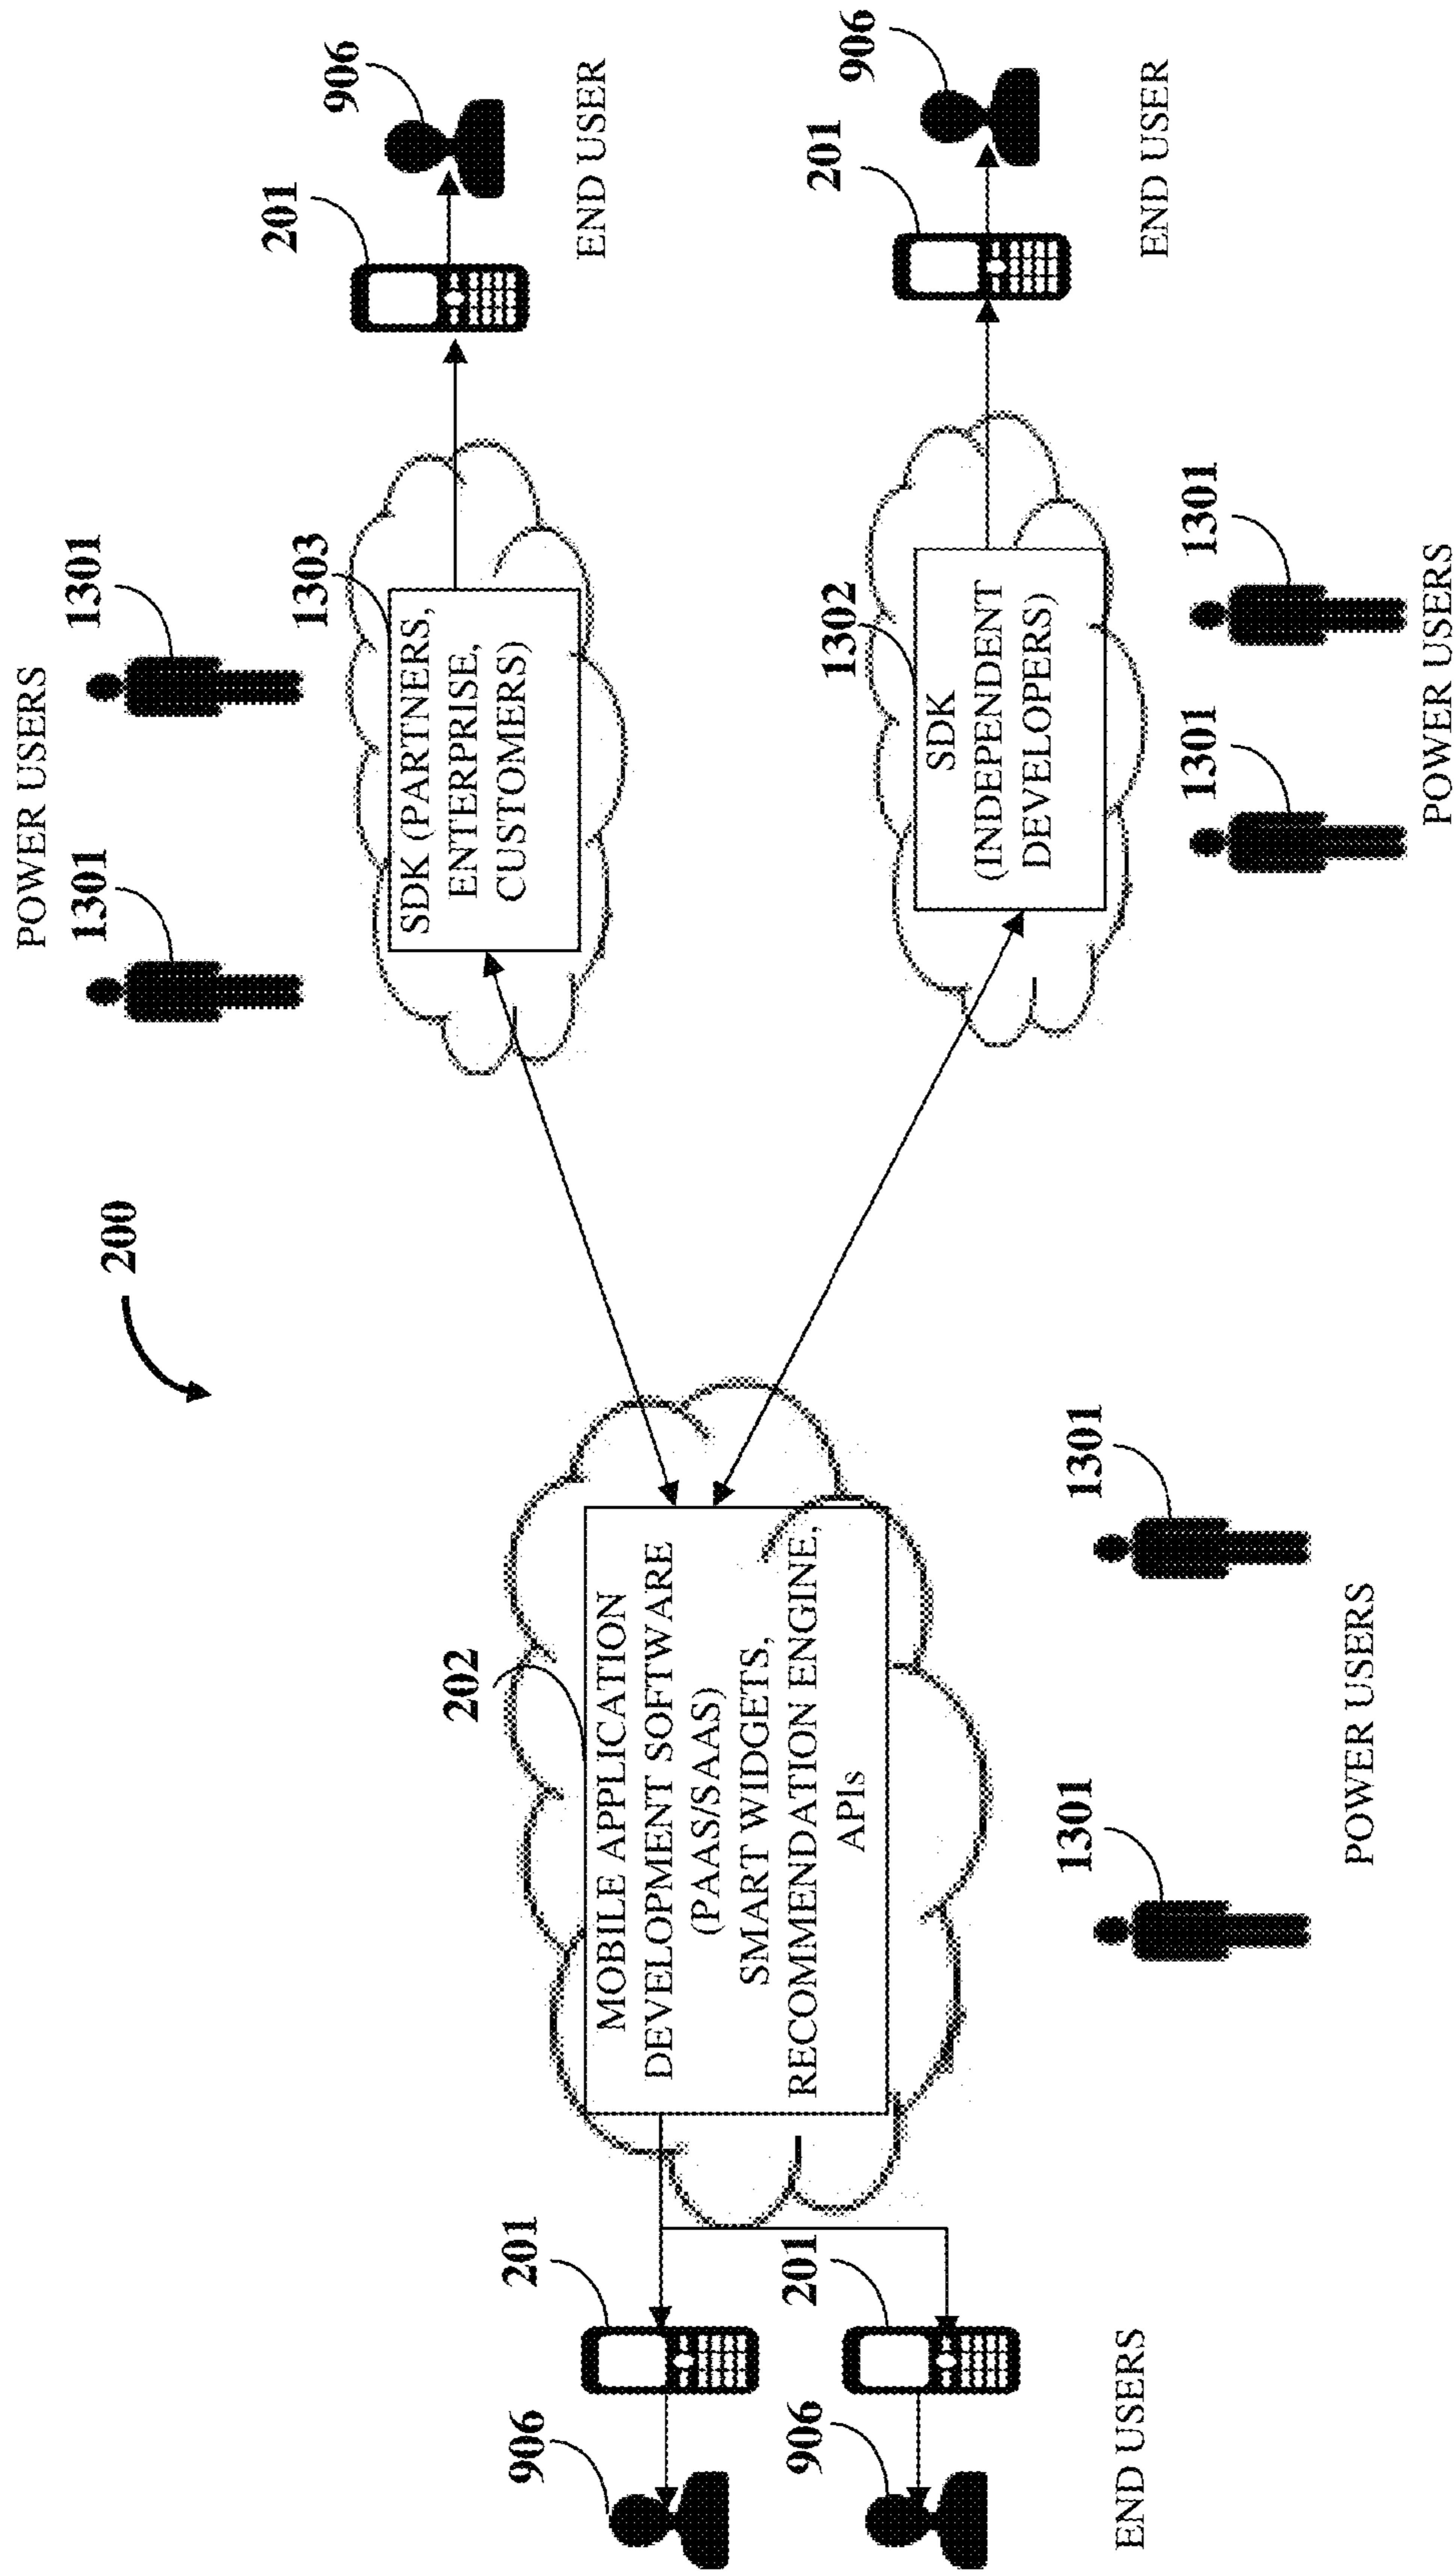 200
POWER USERS
1301
1301
906
201
1303
SDK (PARTNERS,
ENTERPRISE,
CUSTOMERS)
END USER
202
MOBILE APPLICATION
DEVELOPMENT SOFTWARE
(PAAS/SAAS)
SMART WIDGETS,
RECOMMENDATION ENGINE,
APIs
201
906
201
906
END USERS
906
201
1302
SDK
(INDEPENDENT
DEVELOPERS)
END USER
1301
1301
POWER USERS
1301
1301
POWER USERS